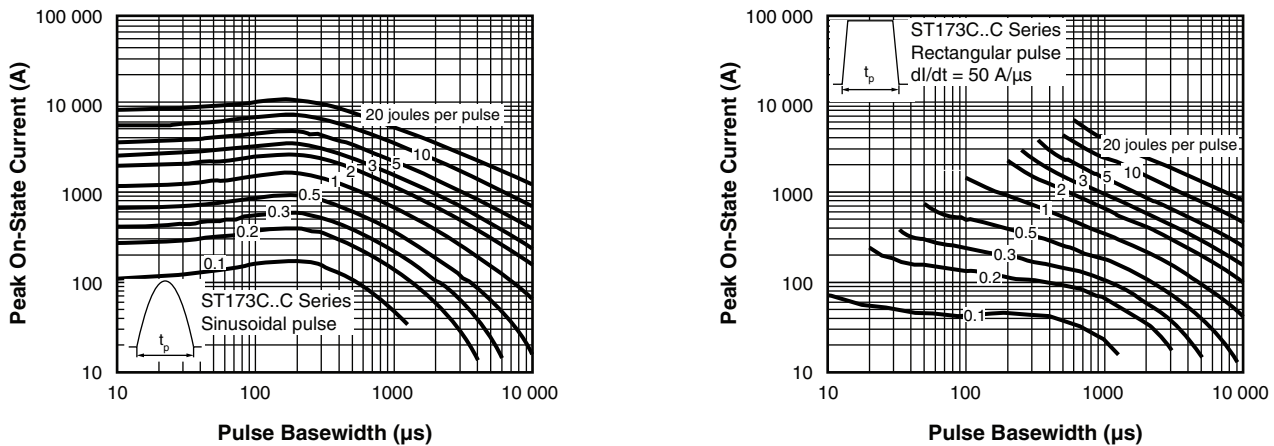 Peak On-State Current (A)
100 000
10 000
1000
100
10
20 joules per pulse
10
5
3
2
1
0.5
0.3
0.2
0.1
tp
ST173C..C Series
Sinusoidal pulse
10
100
1000
10 000
Pulse Basewidth (µs)
Peak On-State Current (A)
100 000
10 000
1000
100
10
tp
ST173C..C Series
Rectangular pulse
dI/dt = 50 A/µs
20 joules per pulse
10
5
3
2
1
0.5
0.3
0.2
0.1
10
100
1000
10 000
Pulse Basewidth (µs)